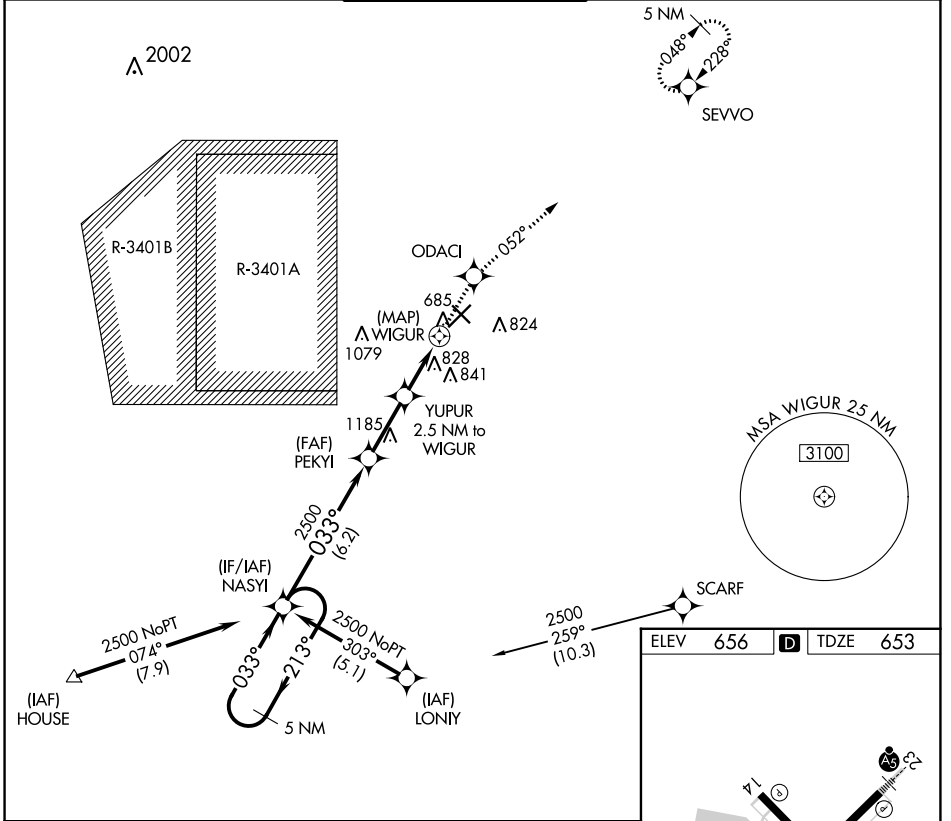 5 NM
048°
228°
SEVVO
2002
R-3401B
R-3401A
ODACI
052°
685
(MAP)
WIGUR
824
1079
828
841
YUPUR
2.5 NM to
WIGUR
1185
(FAF)
PEKYI
MSA WIGUR 25 NM
3100
2500
033°
(6.2)
(IF/IAF)
NASYI
SCARF
2500
259°
(10.3)
2500 NoPT
074°
(7.9)
2500 NoPT
303°
(5.1)
033°
213°
(IAF)
HOUSE
(IAF)
LONIY
5 NM
ELEV 656 D TDZE 653
A5
23
14
P
P